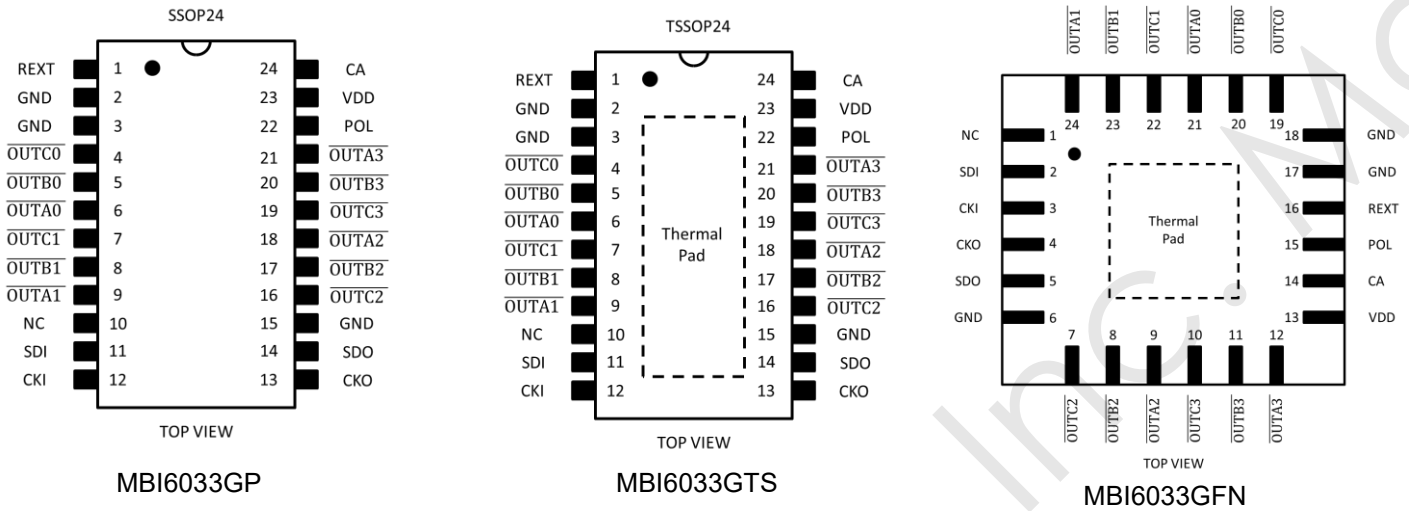 SSOP24
REXT 1 24 CA
GND 2 23 VDD
GND 3 22 POL
OUTC0 4 21 OUTA3
OUTB0 5 20 OUTB3
OUTA0 6 19 OUTC3
OUTC1 7 18 OUTA2
OUTB1 8 17 OUTB2
OUTA1 9 16 OUTC2
NC 10 15 GND
SDI 11 14 SDO
CKI 12 13 CKO
TOP VIEW
MBI6033GP
TSSOP24
REXT 1 24 CA
GND 2 23 VDD
GND 3 22 POL
OUTC0 4 21 OUTA3
OUTB0 5 20 OUTB3
OUTA0 6 19 OUTC3
OUTC1 7 18 OUTA2
OUTB1 8 17 OUTB2
OUTA1 9 16 OUTC2
NC 10 15 GND
SDI 11 14 SDO
CKI 12 13 CKO
Thermal
Pad
TOP VIEW
MBI6033GTS
OUTA1 OUTB1 OUTC1 OUTA0 OUTB0 OUTC0
24 23 22 21 20 19
NC 1 18 GND
SDI 2 17 GND
CKI 3 16 REXT
CKO 4 15 POL
SDO 5 14 CA
GND 6 13 VDD
Thermal
Pad
7 8 9 10 11 12
OUTC2 OUTB2 OUTA2 OUTC3 OUTB3 OUTA3
TOP VIEW
MBI6033GFN
Inc.